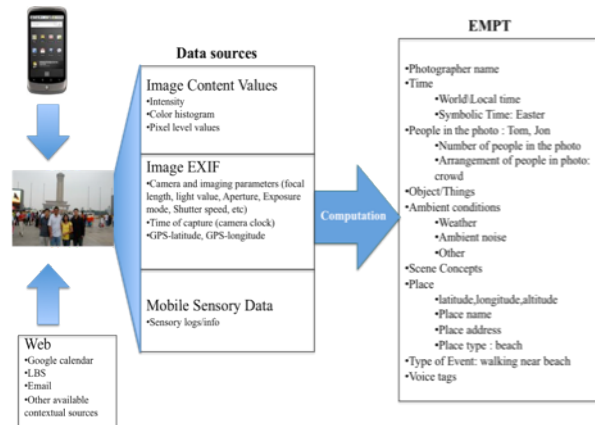 EMPT
Data sources
Image Content Values
•Intensity
•Color histogram
•Pixel level values
Image EXIF
•Camera and imaging parameters (focal
length, light value, Aperture, Exposure
mode, Shutter speed, etc)
•Time of capture (camera clock)
•GPS-latitude, GPS-longitude
Mobile Sensory Data
•Sensory logs/info
Web
•Google calendar
•LBS
•Email
•Other available
contextual sources
Computation
•Photographer name
•Time
•World\Local time
•Symbolic Time: Easter
•People in the photo : Tom, Jon
•Number of people in the photo
•Arrangement of people in photo:
crowd
•Object/Things
•Ambient conditions
•Weather
•Ambient noise
•Other
•Scene Concepts
•Place
•latitude,longitude,altitude
•Place name
•Place address
•Place type : beach
•Type of Event: walking near beach
•Voice tags